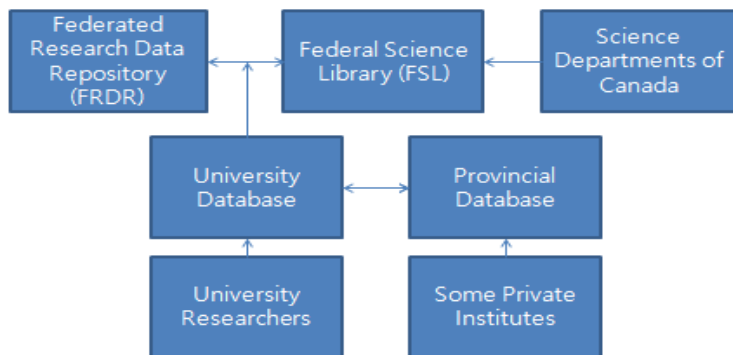 Federated
Research Data
Repository
(FRDR)
Federal Science
Library (FSL)
Science
Departments of
Canada
University
Database
Provincial
Database
University
Researchers
Some Private
Institutes